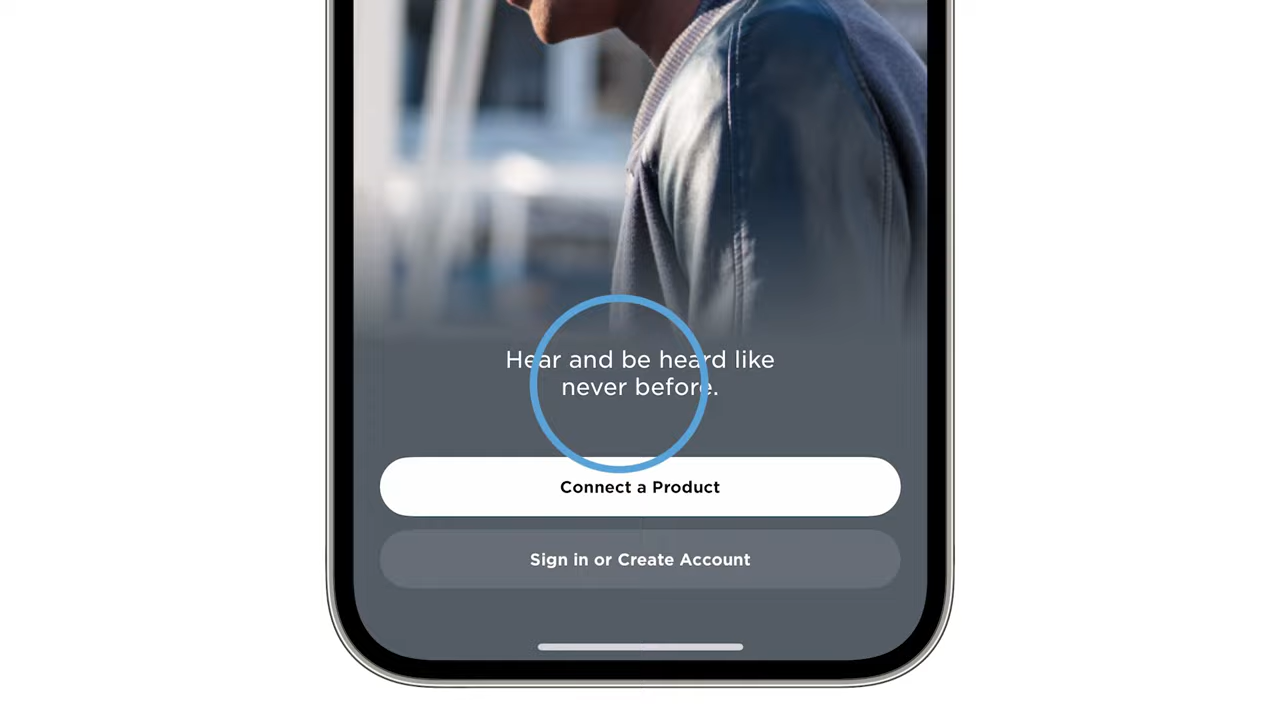 Hear and be heard like
never before.
Connect a Product
Sign in or Create Account